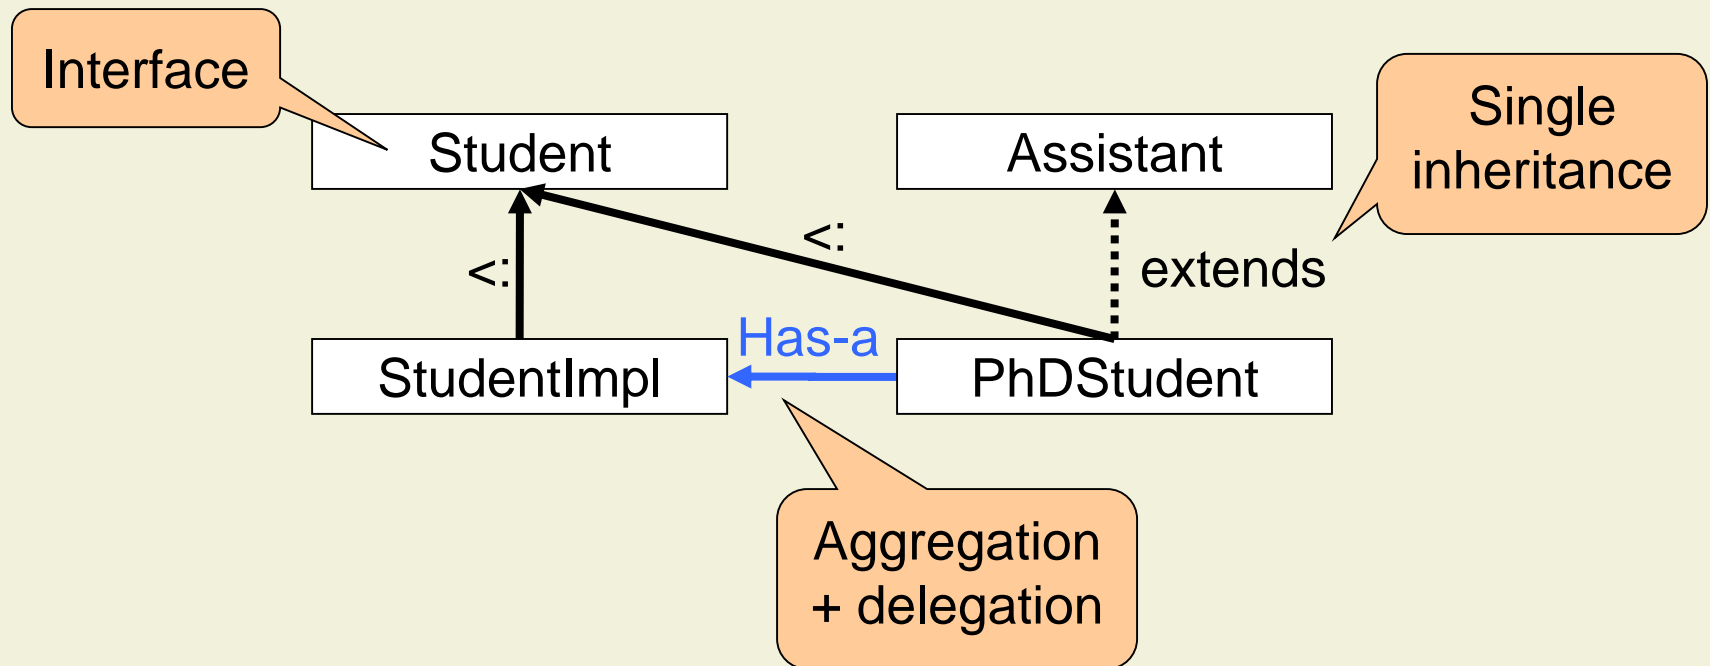 Interface
Student
Assistant
Single
inheritance
<:
<:
extends
Has-a
StudentImpl
PhDStudent
Aggregation
+ delegation